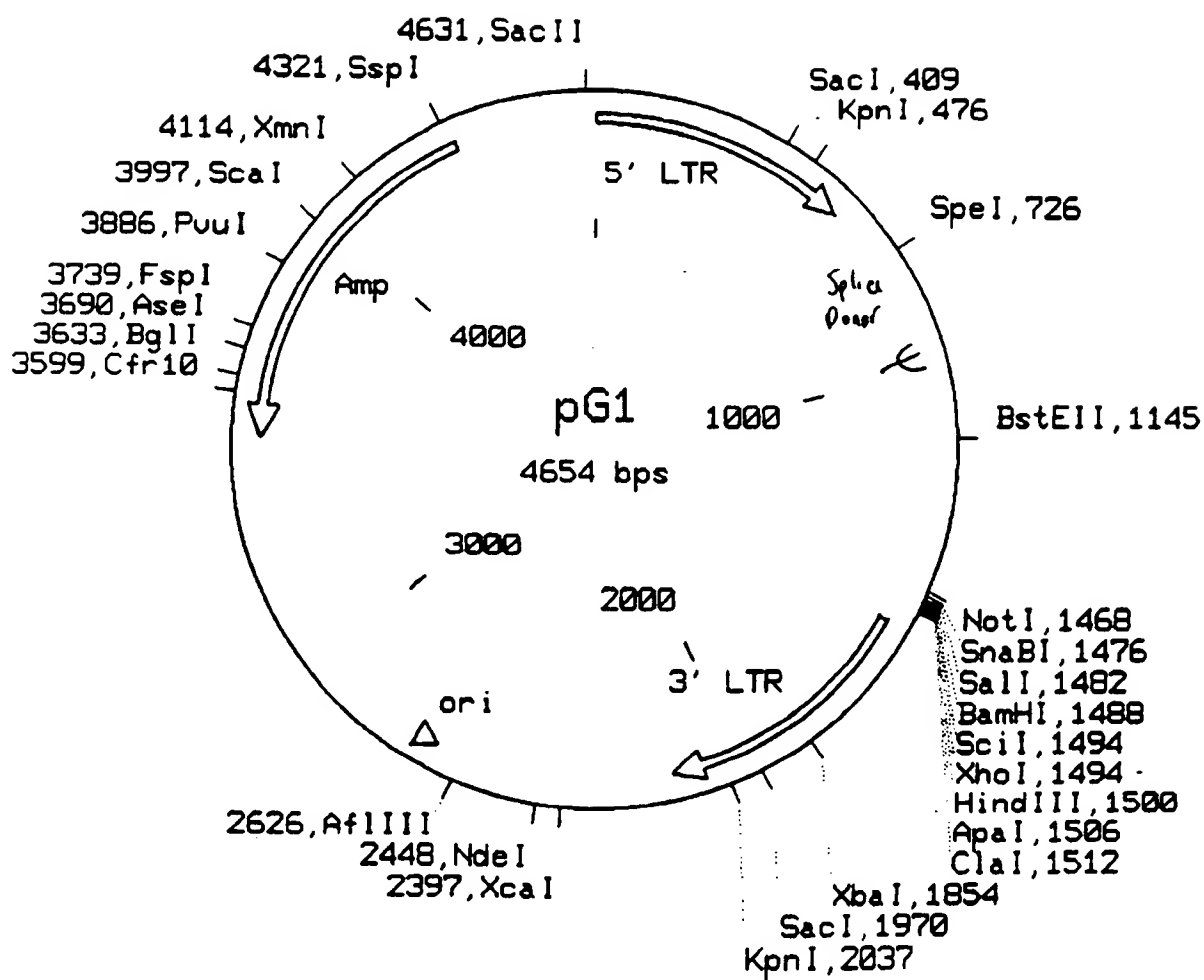 4631,SacII
4321,SspI
4114,XmnI
3997,ScaI
3886,PvuI
3739,FspI
3690,AseI
3633,BglI
3599,Cfr10
SacI,409
KpnI,476
SpeI,726
5' LTR
Splice
Donor
Amp
4000
pG1
4654 bps
1000
BstEII,1145
3000
2000
3' LTR
ori
NotI,1468
SnaBI,1476
SalI,1482
BamHI,1488
SciI,1494
XhoI,1494
HindIII,1500
ApaI,1506
ClaI,1512
XbaI,1854
SacI,1970
KpnI,2037
2626,AflIII
2448,NdeI
2397,XcaI